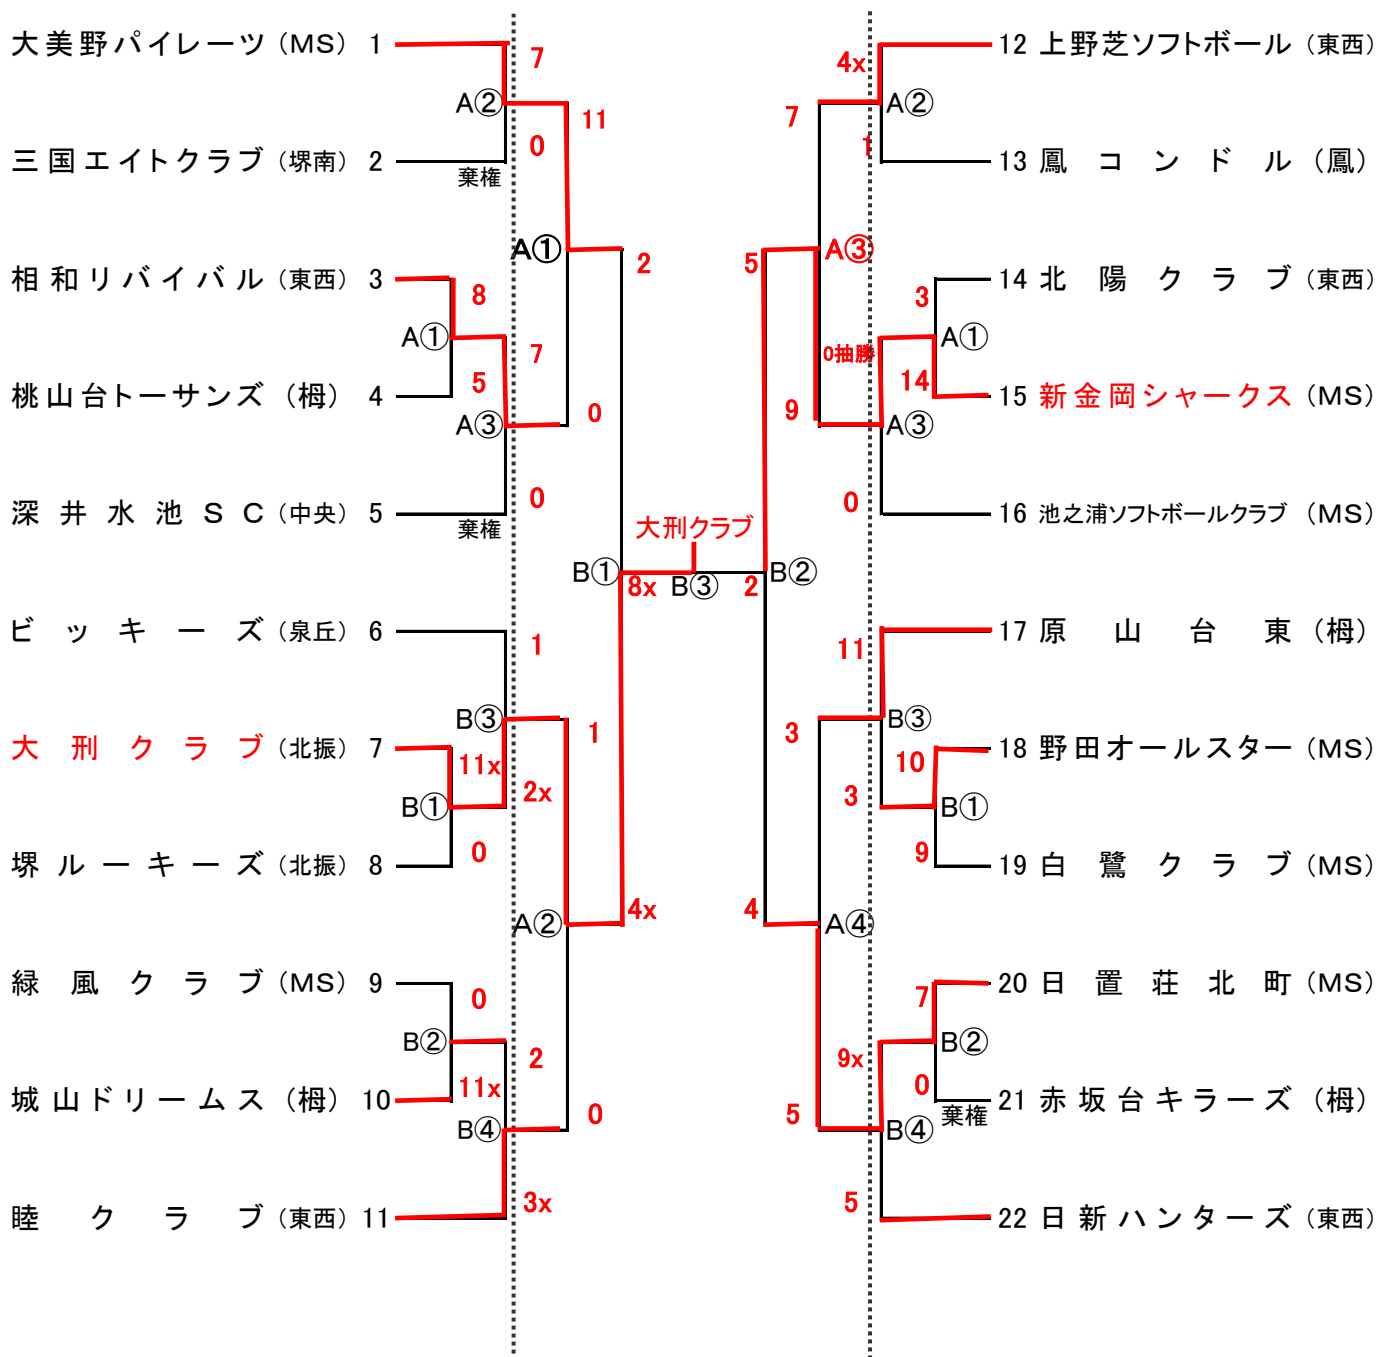 大美野パイレーツ（MS） 1
7
4x
12 上野芝ソフトボール（東西）
A②
11
7
A②
0
1
三国エイトクラブ（堺南） 2
棄権
13 鳳コンドル（鳳）
A①
2
5
A③
相和リバイバル（東西） 3
8
3
14 北陽クラブ（東西）
A①
7
0抽勝
A①
5
14
桃山台トーサンズ（栂） 4
15 新金岡シャークス（MS）
A③
0
9
A③
0
0
深井水池ＳＣ（中央） 5
棄権
16 池之浦ソフトボールクラブ（MS）
大刑クラブ
B①
8x
B③
2
B②
ビッキーズ（泉丘） 6
1
11
17 原山台東（栂）
B③
1
3
B③
大刑クラブ（北振） 7
11x
10
18 野田オールスター（MS）
B①
2x
3
B①
0
9
堺ルーキーズ（北振） 8
19 白鷺クラブ（MS）
A②
4x
4
A④
緑風クラブ（MS） 9
0
7
20 日置荘北町（MS）
B②
2
9x
B②
11x
0
城山ドリームス（栂） 10
棄権
21 赤坂台キラーズ（栂）
B④
0
5
B④
3x
5
睦クラブ（東西） 11
22 日新ハンターズ（東西）